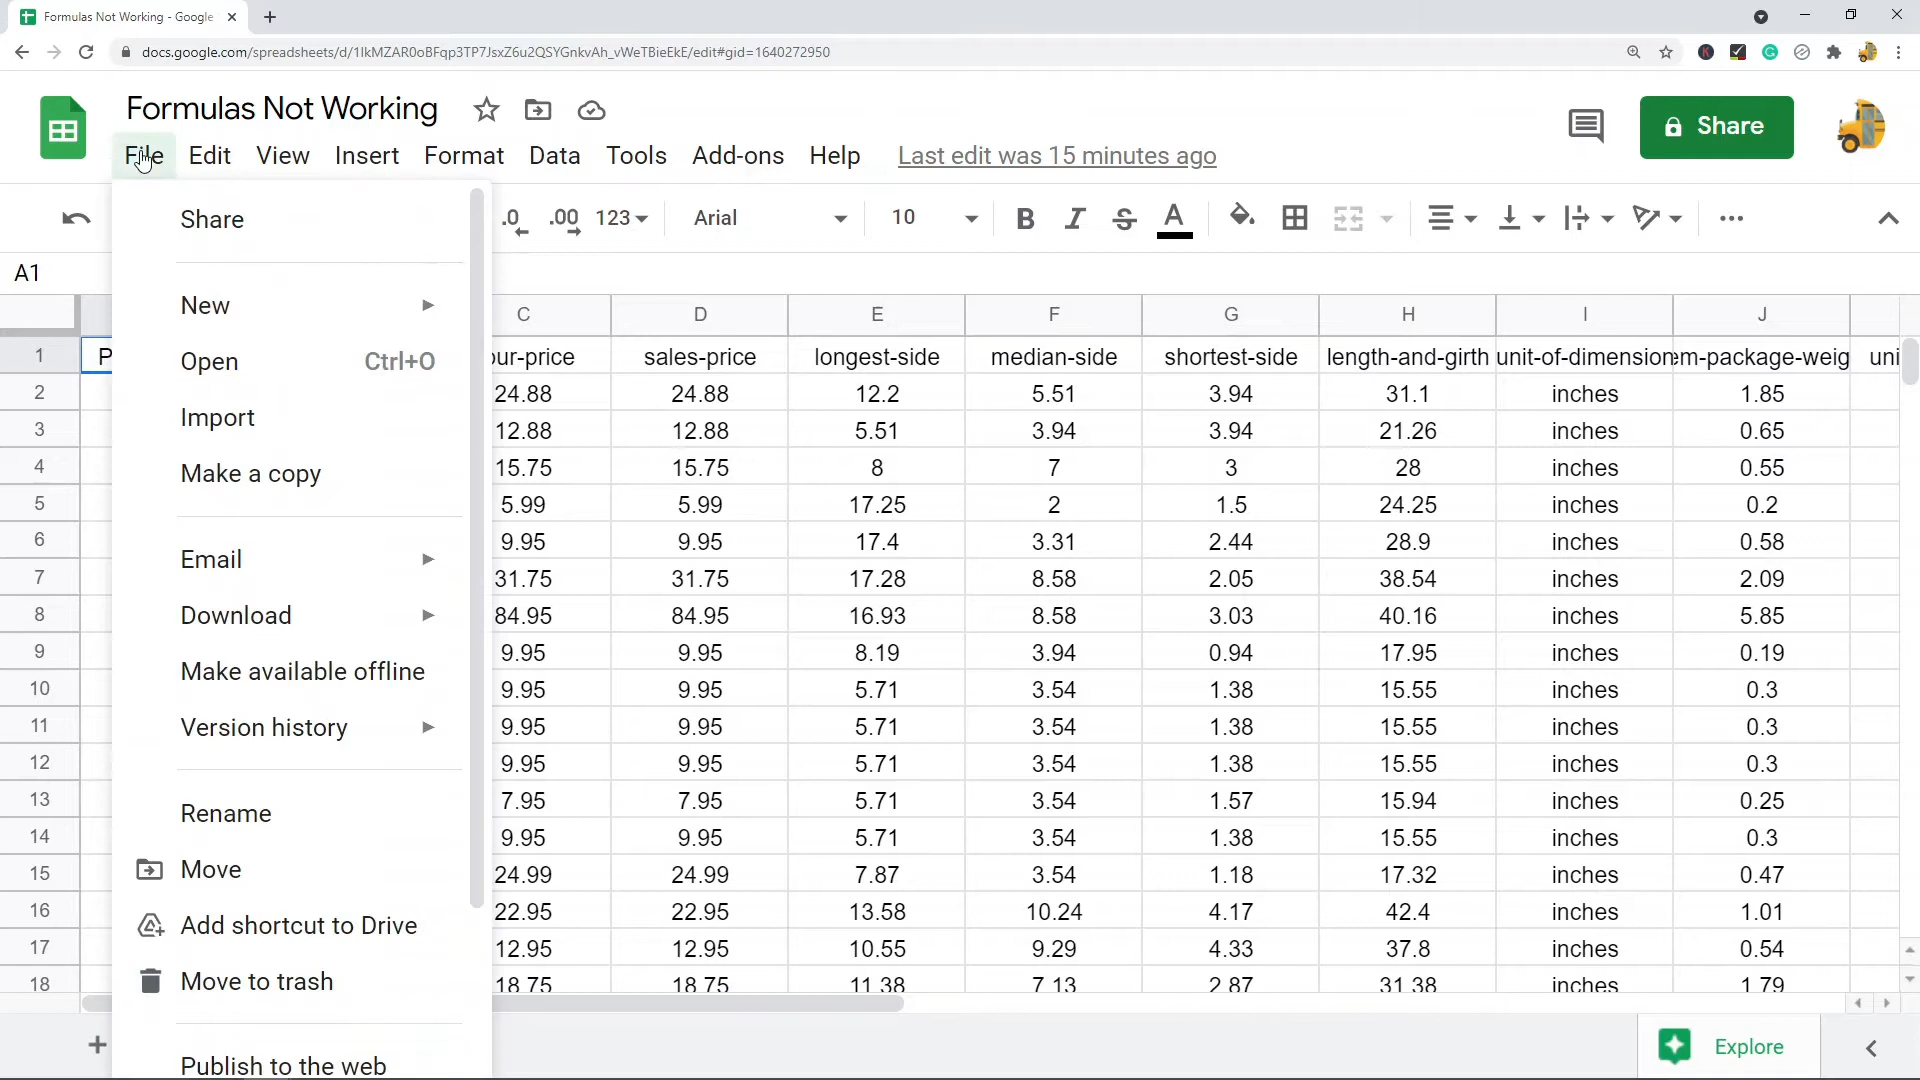 Formulas Not Working - Google
docs.google.com/spreadsheets/d/1IkMZAR0oBFqp3TP7JsxZ6u2QSYGnkvAh_vWeTBieEkE/edit#gid=1640272950
Formulas Not Working
Share
File Edit View Insert Format Data Tools Add-ons Help Last edit was 15 minutes ago
.0 .00 123 Arial 10 B I S A
A1
Share
New
Open Ctrl+O
Import
Make a copy
Email
Download
Make available offline
Version history
Rename
Move
Add shortcut to Drive
Move to trash
Publish to the web
C D E F G H I J
1 P ur-price sales-price longest-side median-side shortest-side length-and-girth unit-of-dimension m-package-weig uni
2 24.88 24.88 12.2 5.51 3.94 31.1 inches 1.85
3 12.88 12.88 5.51 3.94 3.94 21.26 inches 0.65
4 15.75 15.75 8 7 3 28 inches 0.55
5 5.99 5.99 17.25 2 1.5 24.25 inches 0.2
6 9.95 9.95 17.4 3.31 2.44 28.9 inches 0.58
7 31.75 31.75 17.28 8.58 2.05 38.54 inches 2.09
8 84.95 84.95 16.93 8.58 3.03 40.16 inches 5.85
9 9.95 9.95 8.19 3.94 0.94 17.95 inches 0.19
10 9.95 9.95 5.71 3.54 1.38 15.55 inches 0.3
11 9.95 9.95 5.71 3.54 1.38 15.55 inches 0.3
12 9.95 9.95 5.71 3.54 1.38 15.55 inches 0.3
13 7.95 7.95 5.71 3.54 1.57 15.94 inches 0.25
14 9.95 9.95 5.71 3.54 1.38 15.55 inches 0.3
15 24.99 24.99 7.87 3.54 1.18 17.32 inches 0.47
16 22.95 22.95 13.58 10.24 4.17 42.4 inches 1.01
17 12.95 12.95 10.55 9.29 4.33 37.8 inches 0.54
18 18.75 18.75 11.38 7.13 2.87 31.38 inches 1.79
Explore